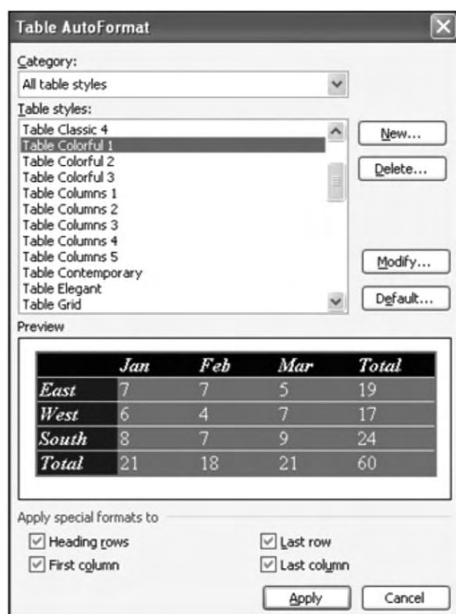 Table AutoFormat
Category:
All table styles
Table styles:
Table Classic 4
Table Colorful 1
Table Colorful 2
Table Colorful 3
Table Columns 1
Table Columns 2
Table Columns 3
Table Columns 4
Table Columns 5
Table Contemporary
Table Elegant
Table Grid
New...
Delete...
Modify...
Default...
Preview
Jan Feb Mar Total
East 7 7 5 19
West 6 4 7 17
South 8 7 9 24
Total 21 18 21 60
Apply special formats to
Heading rows Last row
First column Last column
Apply Cancel